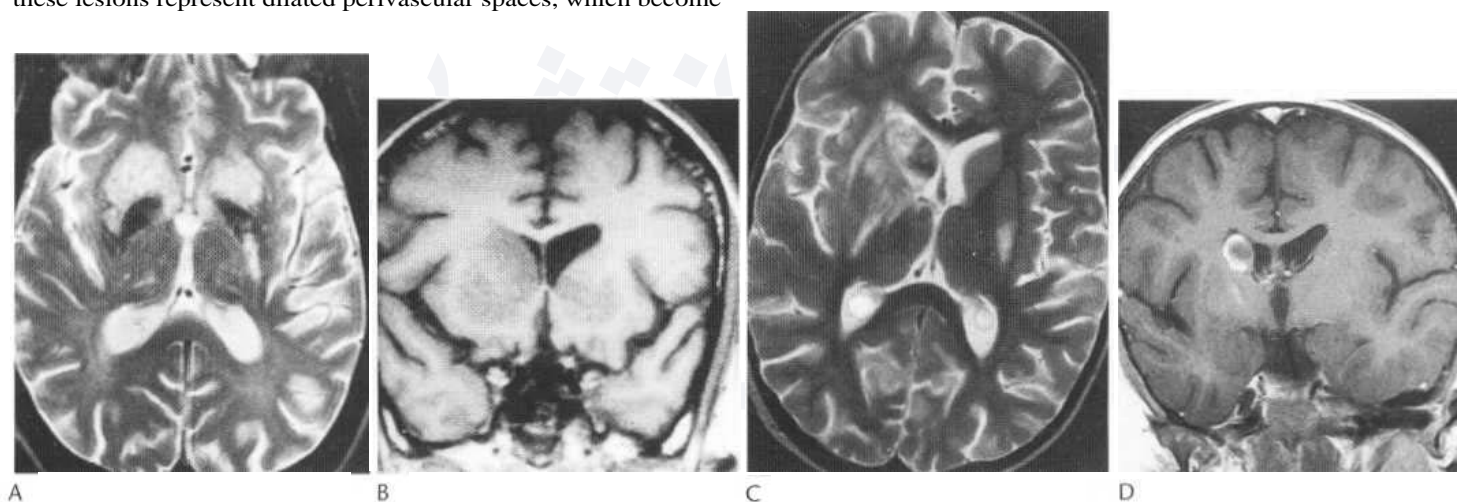 these lesions represent dilated perivascular spaces, which become
A B C D